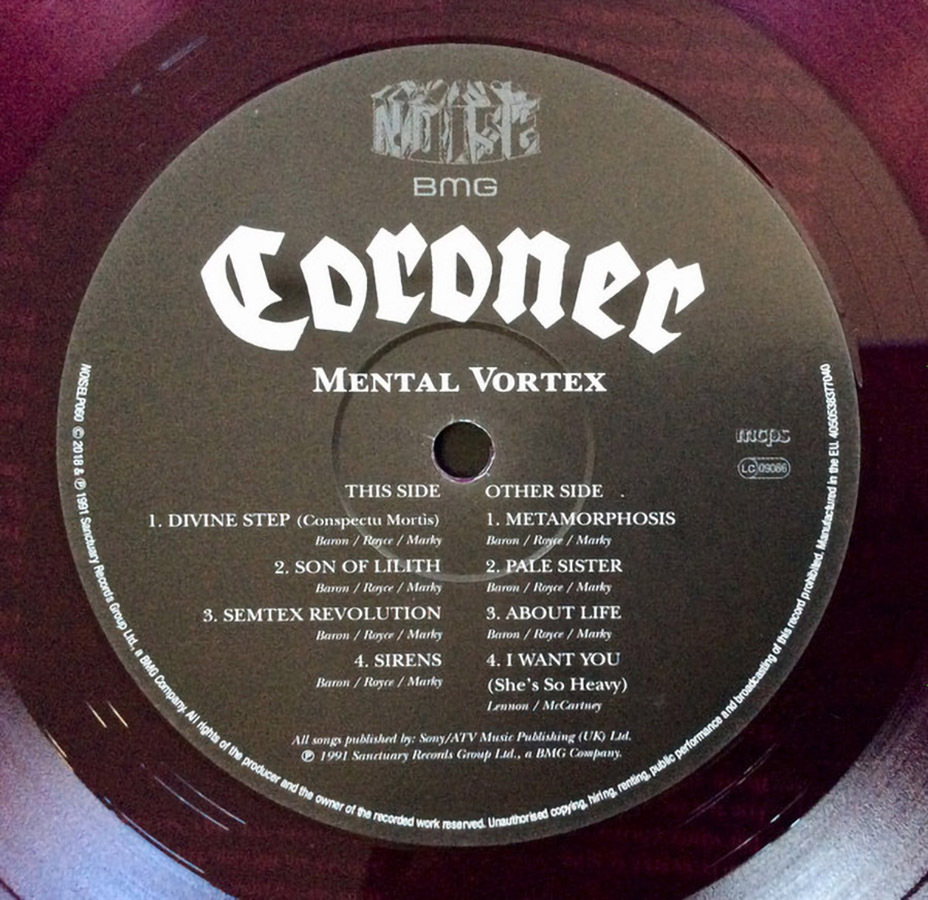 NOISE
BMG
Coroner
MENTAL VORTEX
mcps
LC 09086
THIS SIDE
1. DIVINE STEP (Conspectu Mortis)
Baron / Royce / Marky
2. SON OF LILITH
Baron / Royce / Marky
3. SEMTEX REVOLUTION
Baron / Royce / Marky
4. SIRENS
Baron / Royce / Marky
OTHER SIDE .
1. METAMORPHOSIS
Baron / Royce / Marky
2. PALE SISTER
Baron / Royce / Marky
3. ABOUT LIFE
Baron / Royce / Marky
4. I WANT YOU
(She's So Heavy)
Lennon / McCartney
All songs published by: Sony/ATV Music Publishing (UK) Ltd.
℗ 1991 Sanctuary Records Group Ltd., a BMG Company.
NOISELP060 © 2018 & ℗ 1991 Sanctuary Records Group Ltd., a BMG Company. All rights of the producer and the owner of the recorded work reserved. Unauthorised copying, hiring, renting, public performance and broadcasting of this record prohibited. Manufactured in the EU. 4050538377040